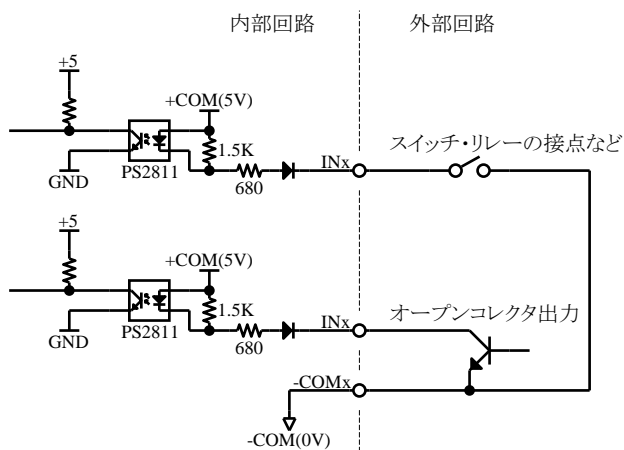 内部回路
外部回路
+5
+COM(5V)
1.5K
スイッチ・リレーの接点など
INx
GND
PS2811
680
+5
+COM(5V)
1.5K
オープンコレクタ出力
INx
GND
PS2811
680
-COMx
-COM(0V)